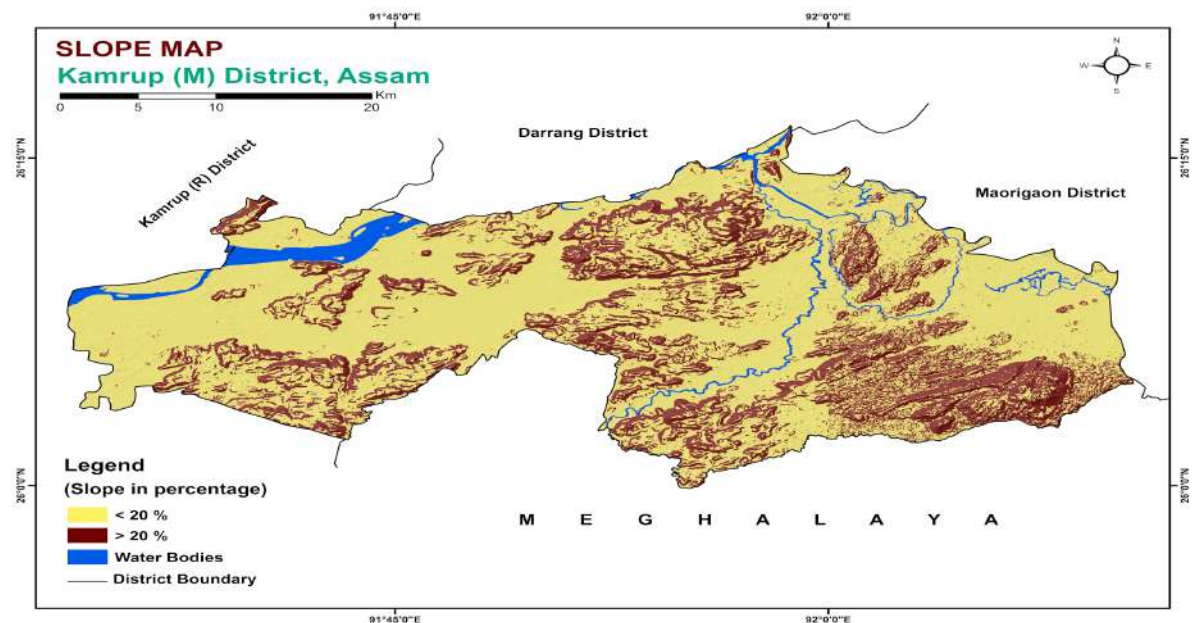 91°45'0"E
92°0'0"E
SLOPE MAP
Kamrup (M) District, Assam
Km
0
5
10
20
N
W
E
S
Darrang District
Kamrup (R) District
Maorigaon District
26°15'0"N
26°15'0"N
26°0'0"N
26°0'0"N
Legend
(Slope in percentage)
< 20 %
> 20 %
Water Bodies
District Boundary
M E G H A L A Y A
91°45'0"E
92°0'0"E